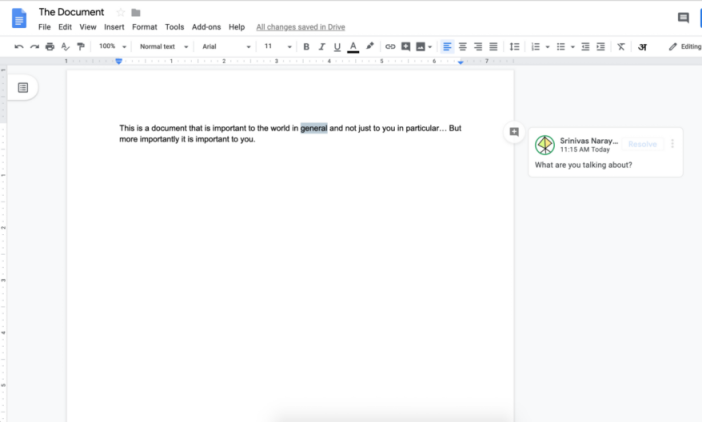 The Document
File Edit View Insert Format Tools Add-ons Help All changes saved in Drive
100% Normal text Arial 11 B I U A अ Editing
1 1 2 3 4 5 6 7
This is a document that is important to the world in general and not just to you in particular... But
more importantly it is important to you.
Srinivas Naray... Resolve
11:15 AM Today
What are you talking about?